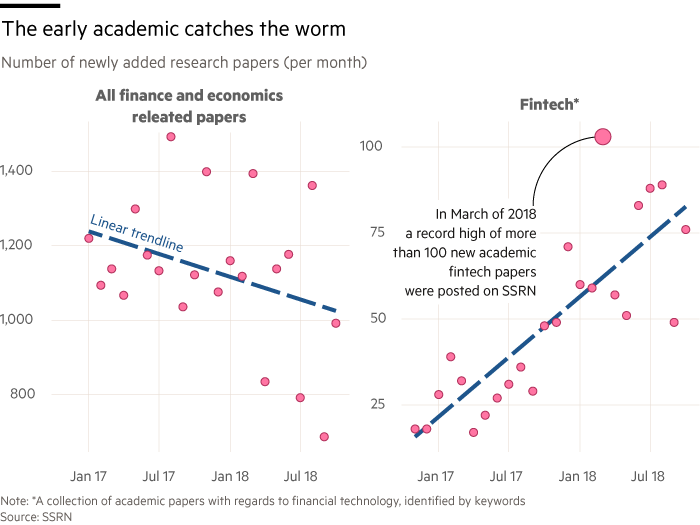 The early academic catches the worm
Number of newly added research papers (per month)
All finance and economics
releated papers
Fintech*
1,400
1,200
1,000
800
Linear trendline
Jan 17
Jul 17
Jan 18
Jul 18
100
75
50
25
In March of 2018
a record high of more
than 100 new academic
fintech papers
were posted on SSRN
Jan 17
Jul 17
Jan 18
Jul 18
Note: *A collection of academic papers with regards to financial technology, identified by keywords
Source: SSRN